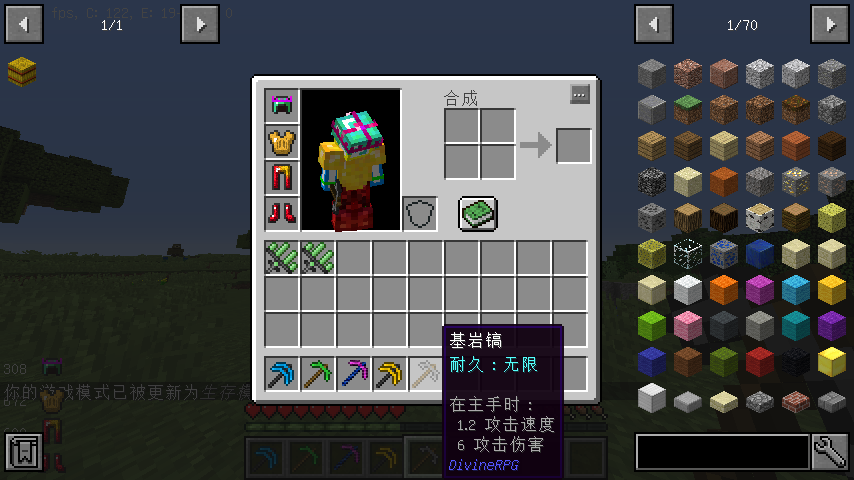 1/1
1/70
合成
基岩镐
耐久：无限
在主手时：
1.2 攻击速度
6 攻击伤害
DivineRPG
308
你的游戏模式已被更新为生存模